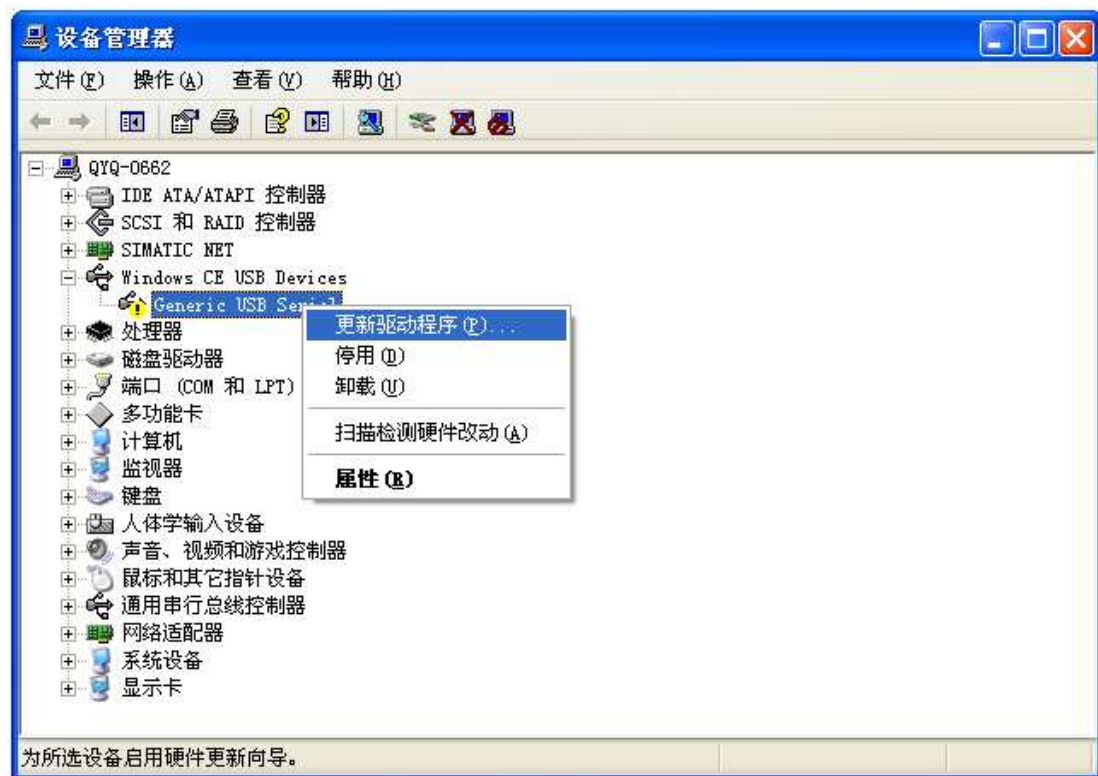 设备管理器
文件(F) 操作(A) 查看(V) 帮助(H)
QYQ-0662
IDE ATA/ATAPI 控制器
SCSI 和 RAID 控制器
SIMATIC NET
Windows CE USB Devices
Generic USB Serial
更新驱动程序(P)...
停用(D)
卸载(U)
扫描检测硬件改动(A)
属性(R)
处理器
磁盘驱动器
端口 (COM 和 LPT)
多功能卡
计算机
监视器
键盘
人体学输入设备
声音、视频和游戏控制器
鼠标和其它指针设备
通用串行总线控制器
网络适配器
系统设备
显示卡
为所选设备启用硬件更新向导。